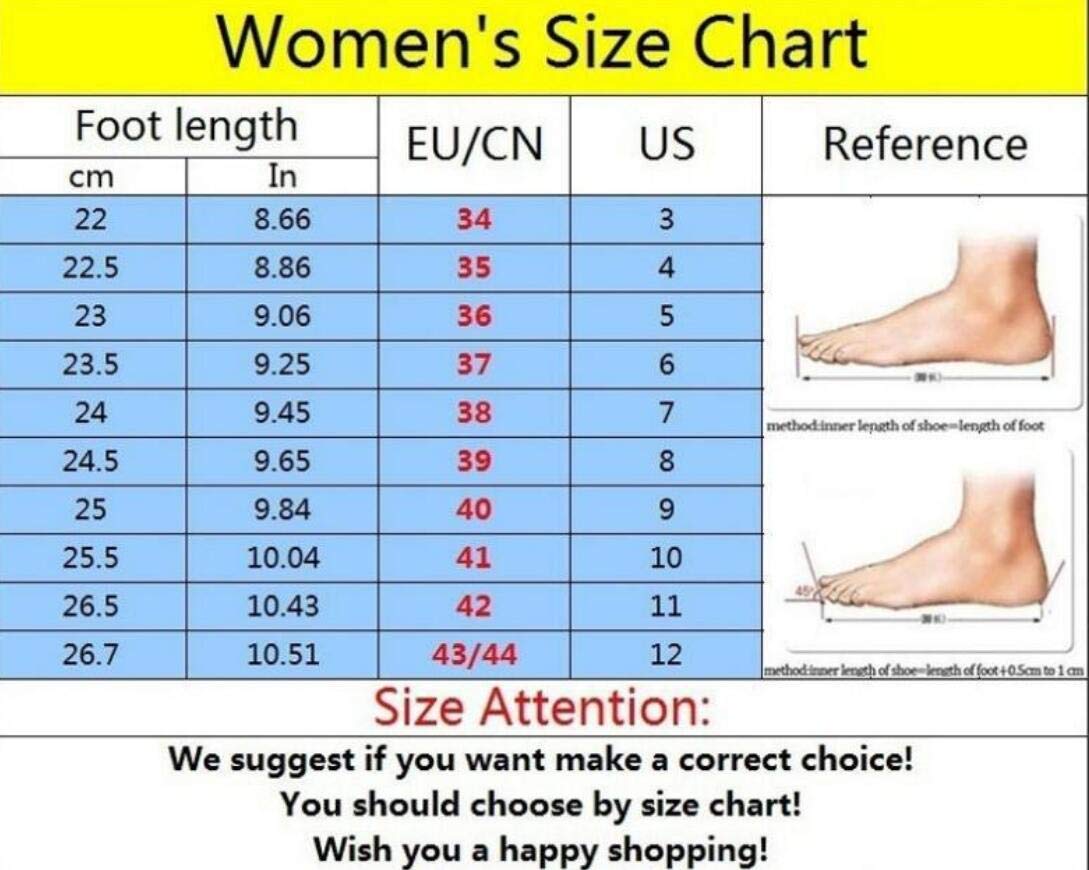 Women's Size Chart
Foot length EU/CN US Reference
cm In
22 8.66 34 3
22.5 8.86 35 4
23 9.06 36 5
23.5 9.25 37 6
24 9.45 38 7
24.5 9.65 39 8
25 9.84 40 9
25.5 10.04 41 10
26.5 10.43 42 11
26.7 10.51 43/44 12
method:inner length of shoe=length of foot
45°
method:inner length of shoe=length of foot+0.5cm to 1 cm
Size Attention:
We suggest if you want make a correct choice!
You should choose by size chart!
Wish you a happy shopping!